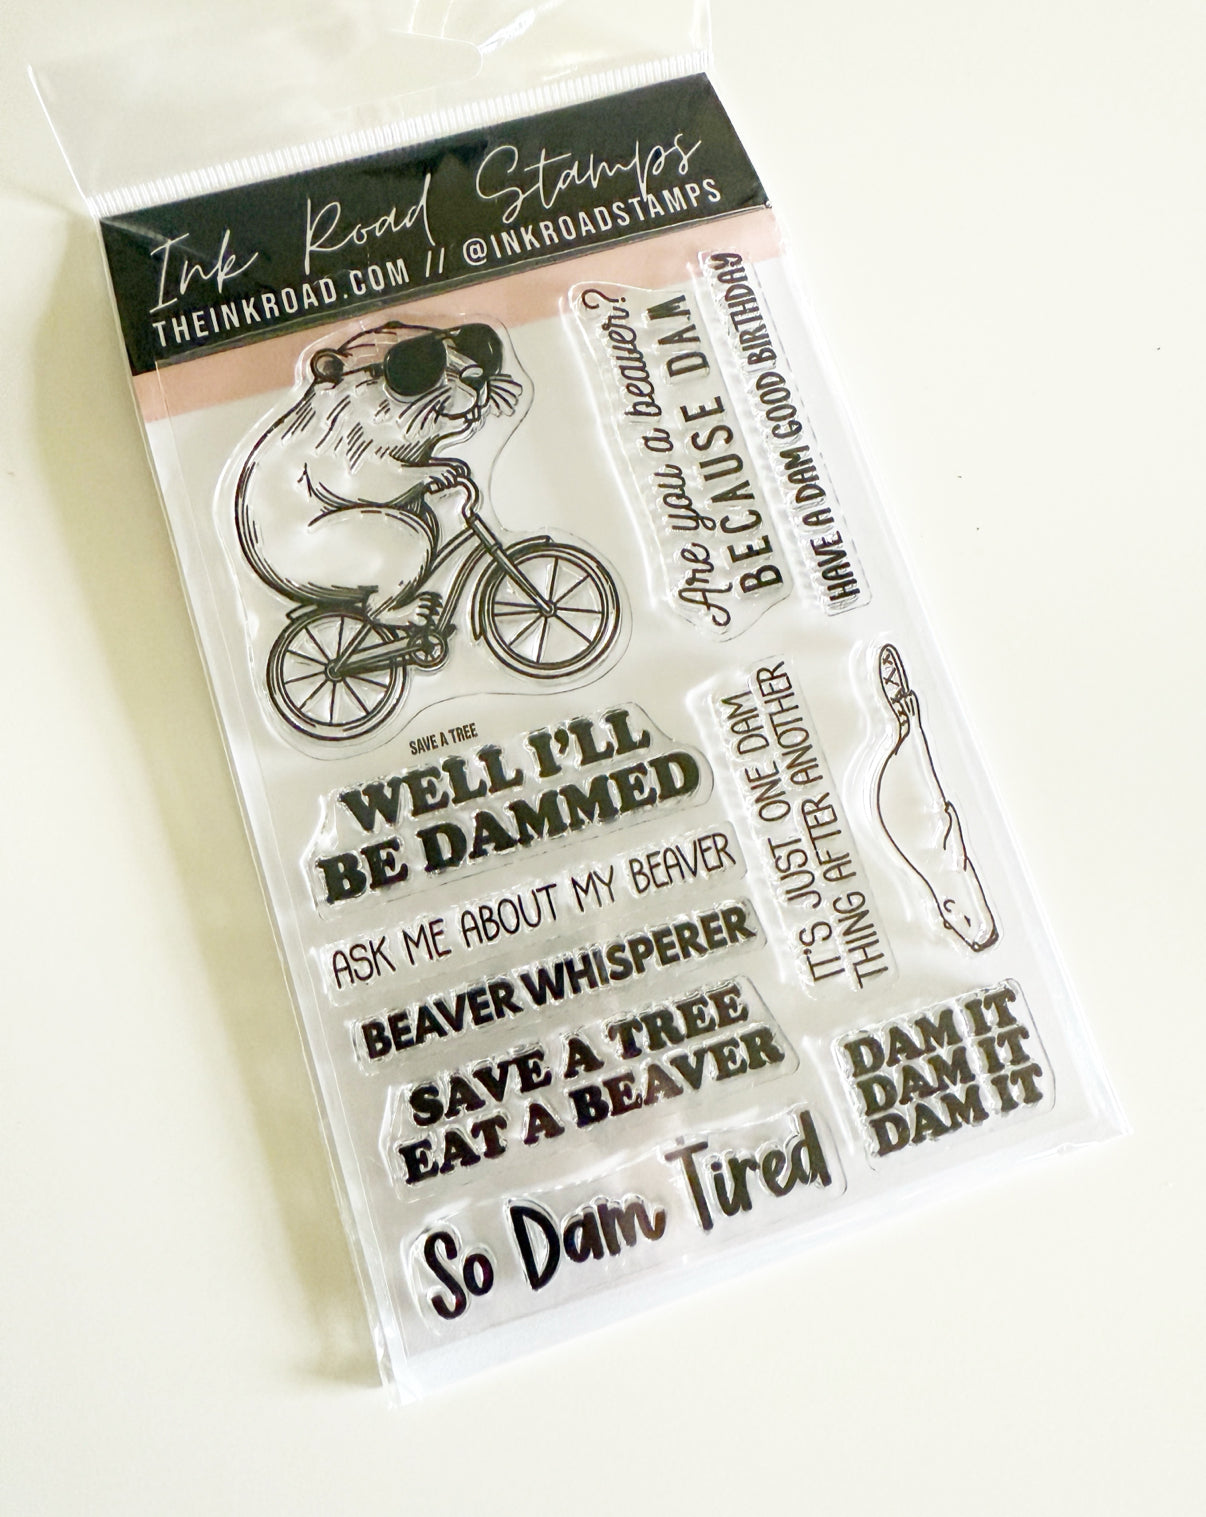 Ink Road Stamps
THEINKROAD.COM // @INKROADSTAMPS
Are you a beaver?
BECAUSE DAM
HAVE A DAM GOOD BIRTHDAY
SAVE A TREE
WELL I'LL
BE DAMMED
ASK ME ABOUT MY BEAVER
BEAVER WHISPERER
SAVE A TREE
EAT A BEAVER
So Dam Tired
IT'S JUST ONE DAM
THING AFTER ANOTHER
DAM IT
DAM IT
DAM IT